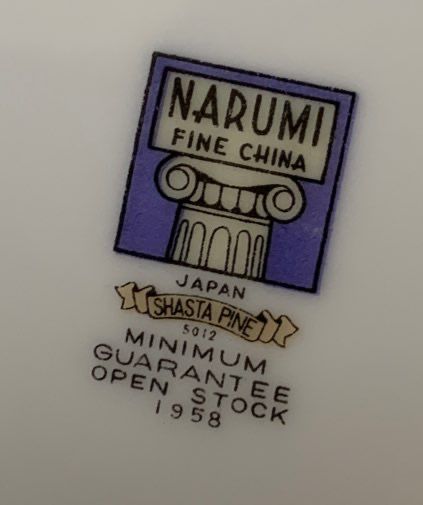 NARUMI
FINE CHINA
JAPAN
SHASTA PINE
5012
MINIMUM
GUARANTEE
OPEN STOCK
1958